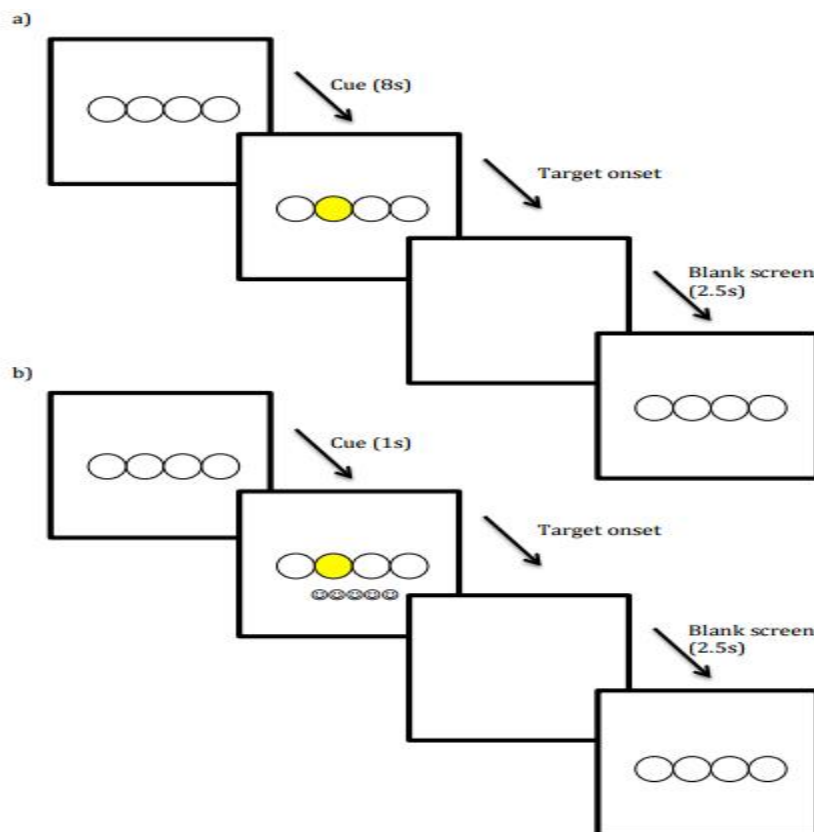 a)
Cue (8s)
Target onset
Blank screen
(2.5s)
b)
Cue (1s)
Target onset
Blank screen
(2.5s)